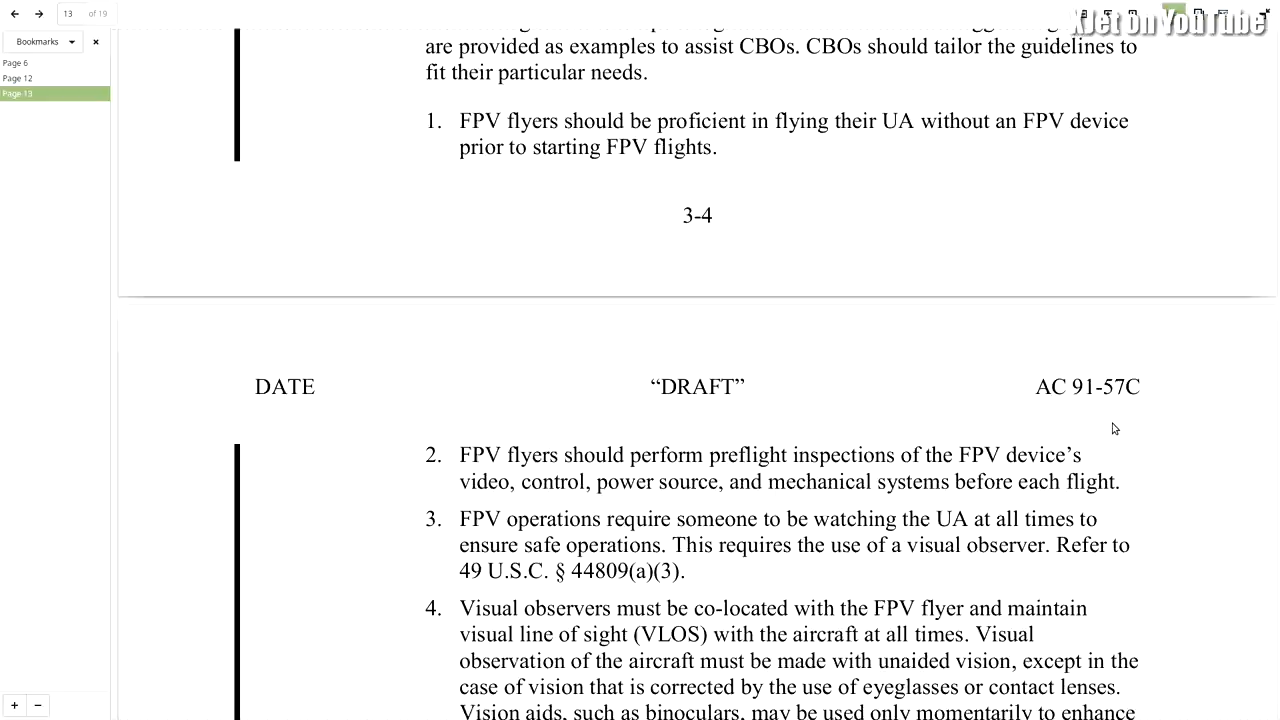 13 of 19
XJet on YouTube
Bookmarks
Page 6
Page 12
Page 13
are provided as examples to assist CBOs. CBOs should tailor the guidelines to
fit their particular needs.
1. FPV flyers should be proficient in flying their UA without an FPV device
prior to starting FPV flights.
3-4
DATE “DRAFT” AC 91-57C
2. FPV flyers should perform preflight inspections of the FPV device’s
video, control, power source, and mechanical systems before each flight.
3. FPV operations require someone to be watching the UA at all times to
ensure safe operations. This requires the use of a visual observer. Refer to
49 U.S.C. § 44809(a)(3).
4. Visual observers must be co-located with the FPV flyer and maintain
visual line of sight (VLOS) with the aircraft at all times. Visual
observation of the aircraft must be made with unaided vision, except in the
case of vision that is corrected by the use of eyeglasses or contact lenses.
Vision aids, such as binoculars, may be used only momentarily to enhance